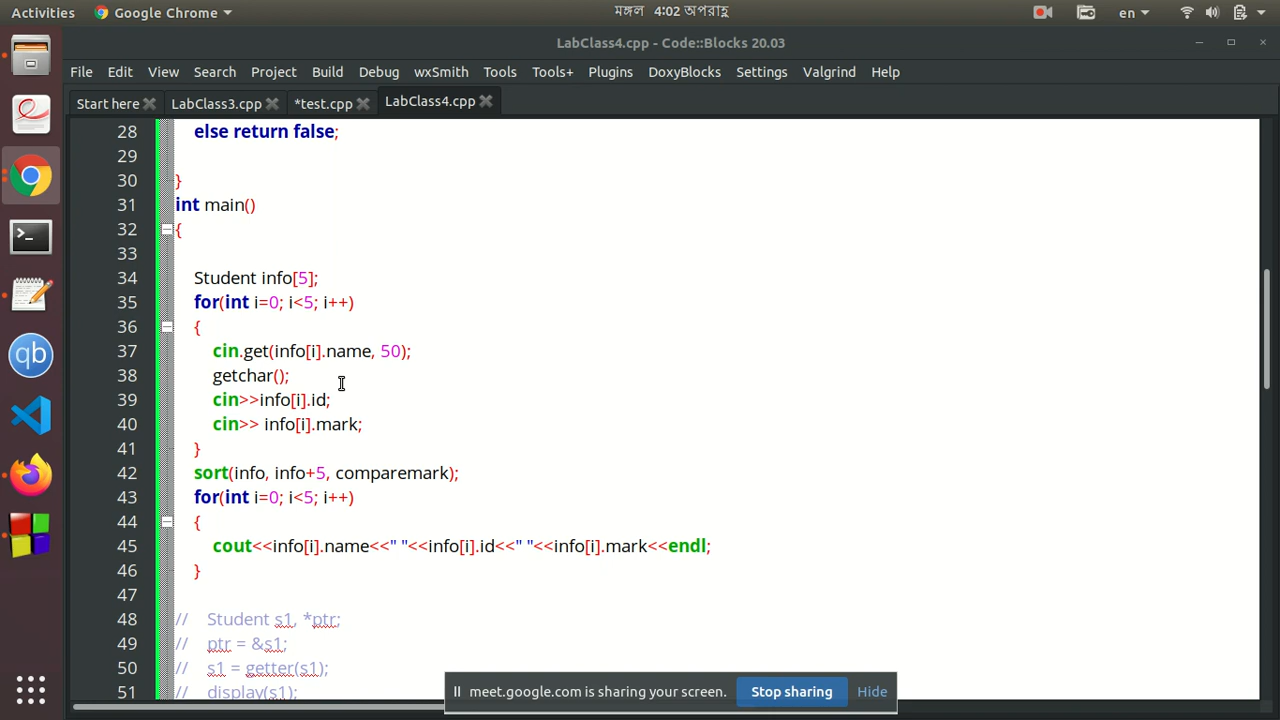 Activities Google Chrome মঙ্গল 4:02 অপরাহ্ণ en
LabClass4.cpp - Code::Blocks 20.03
File Edit View Search Project Build Debug wxSmith Tools Tools+ Plugins DoxyBlocks Settings Valgrind Help
Start here LabClass3.cpp *test.cpp LabClass4.cpp
28 else return false;
29
30 }
31 int main()
32 {
33
34 Student info[5];
35 for(int i=0; i<5; i++)
36 {
37 cin.get(info[i].name, 50);
38 getchar();
39 cin>>info[i].id;
40 cin>> info[i].mark;
41 }
42 sort(info, info+5, comparemark);
43 for(int i=0; i<5; i++)
44 {
45 cout<<info[i].name<<" "<<info[i].id<<" "<<info[i].mark<<endl;
46 }
47
48 // Student s1, *ptr;
49 // ptr = &s1;
50 // s1 = getter(s1);
51 // display(s1);
meet.google.com is sharing your screen. Stop sharing Hide
qb